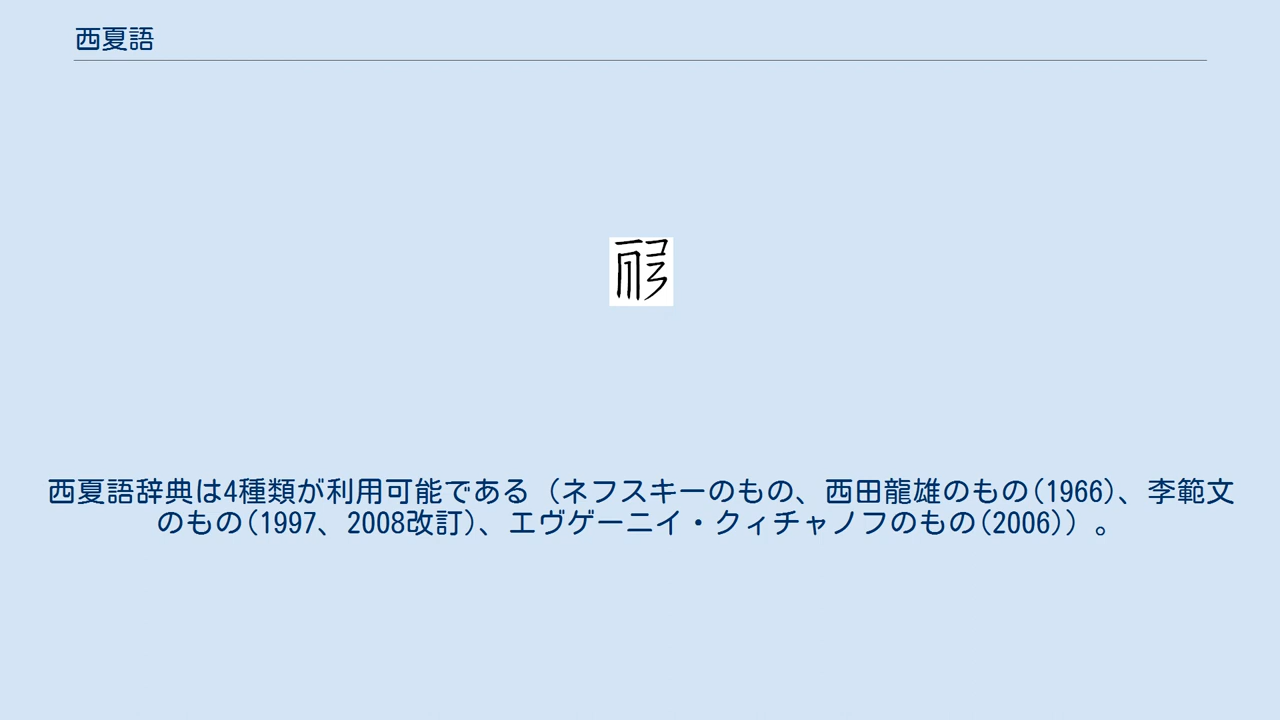 西夏語
西夏語辞典は4種類が利用可能である（ネフスキーのもの、西田龍雄のもの(1966)、李範文
のもの(1997、2008改訂)、エヴゲーニイ・クィチャノフのもの(2006)）。